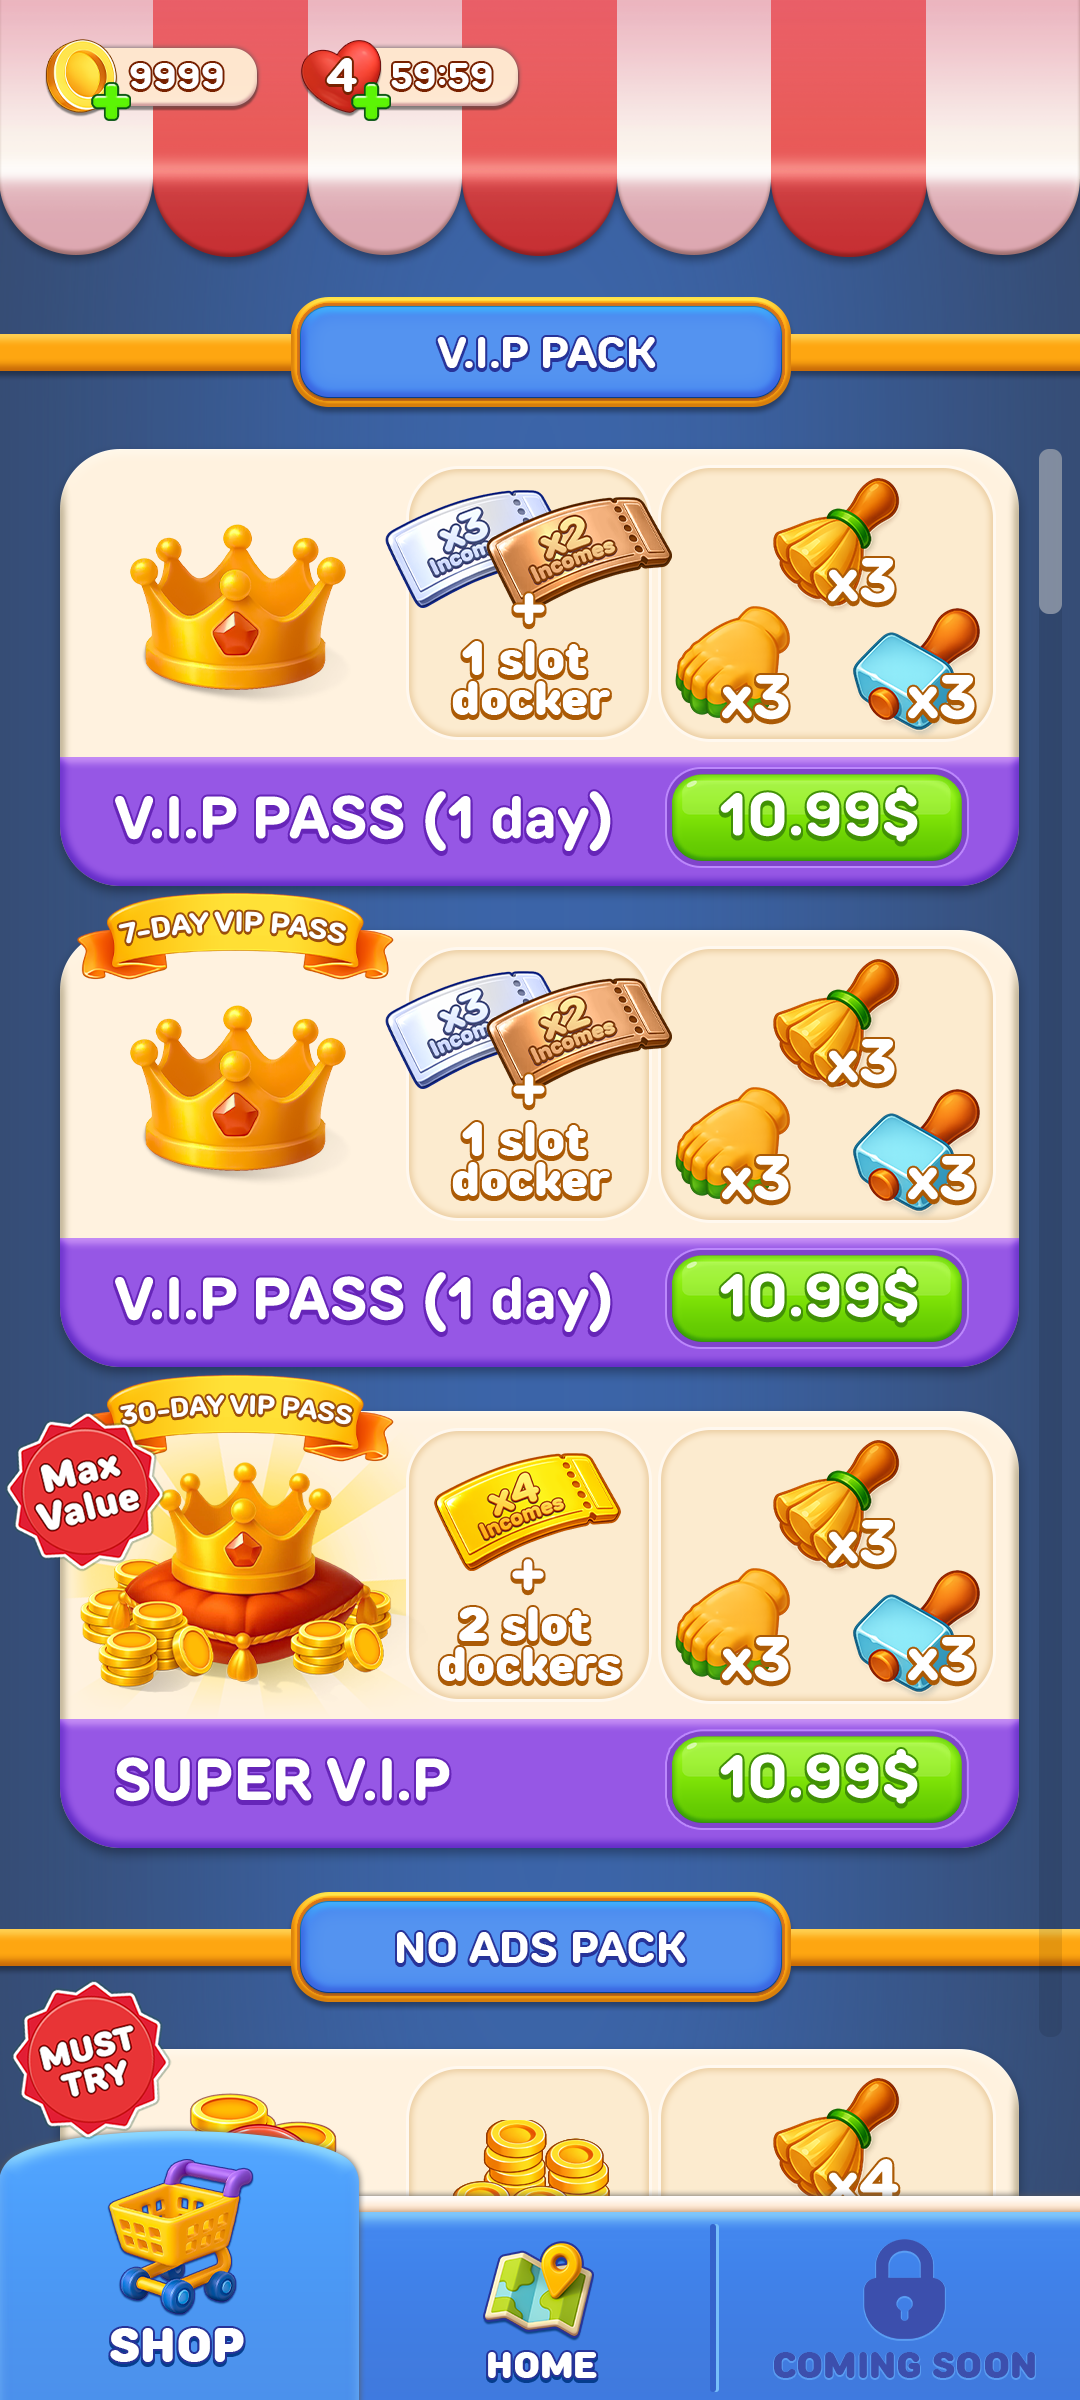 9999
4
59:59
V.I.P PACK
x3
Incom
x2
Incomes
+
1 slot
docker
x3
x3
x3
V.I.P PASS (1 day)
10.99$
7-DAY VIP PASS
x3
Incom
x2
Incomes
+
1 slot
docker
x3
x3
x3
V.I.P PASS (1 day)
10.99$
30-DAY VIP PASS
Max
Value
x4
Incomes
+
2 slot
dockers
x3
x3
x3
SUPER V.I.P
10.99$
NO ADS PACK
MUST
TRY
x4
SHOP
HOME
COMING SOON